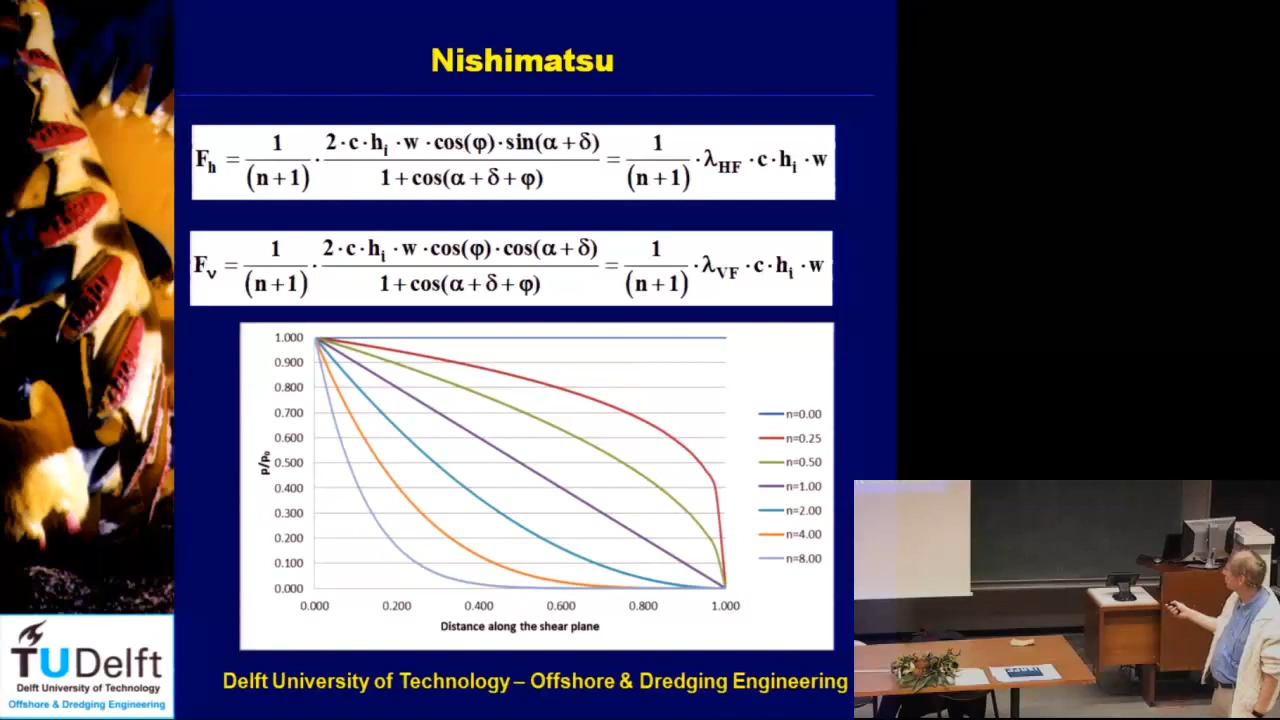 Nishimatsu
F_h = 1/(n+1) · 2·c·h_i·w·cos(φ)·sin(α+δ)/1+cos(α+δ+φ) = 1/(n+1) · λ_HF·c·h_i·w
F_ν = 1/(n+1) · 2·c·h_i·w·cos(φ)·cos(α+δ)/1+cos(α+δ+φ) = 1/(n+1) · λ_VF·c·h_i·w
1.000
0.900
0.800
0.700
0.600
0.500
0.400
0.300
0.200
0.100
0.000
p/p₀
0.000 0.200 0.400 0.600 0.800 1.000
Distance along the shear plane
n=0.00
n=0.25
n=0.50
n=1.00
n=2.00
n=4.00
n=8.00
TU Delft
Delft University of Technology
Offshore & Dredging Engineering
Delft University of Technology – Offshore & Dredging Engineering